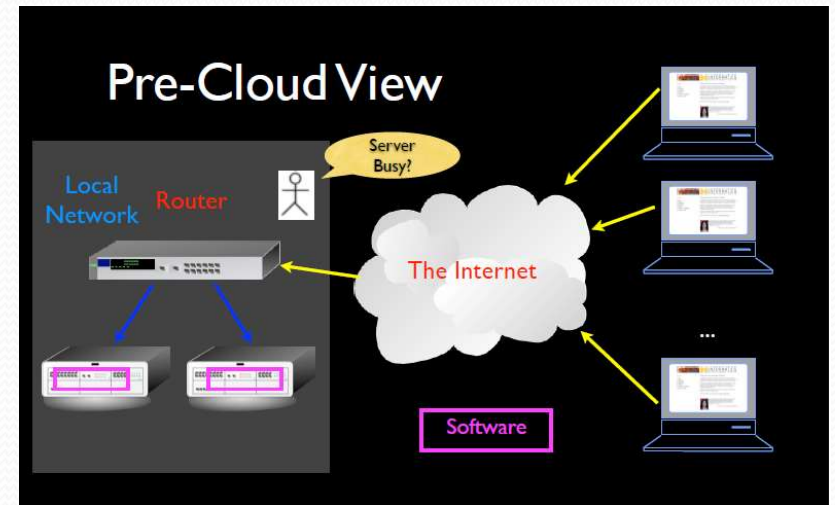 Pre-Cloud View
Server
Busy?
Local
Network
Router
The Internet
...
Software